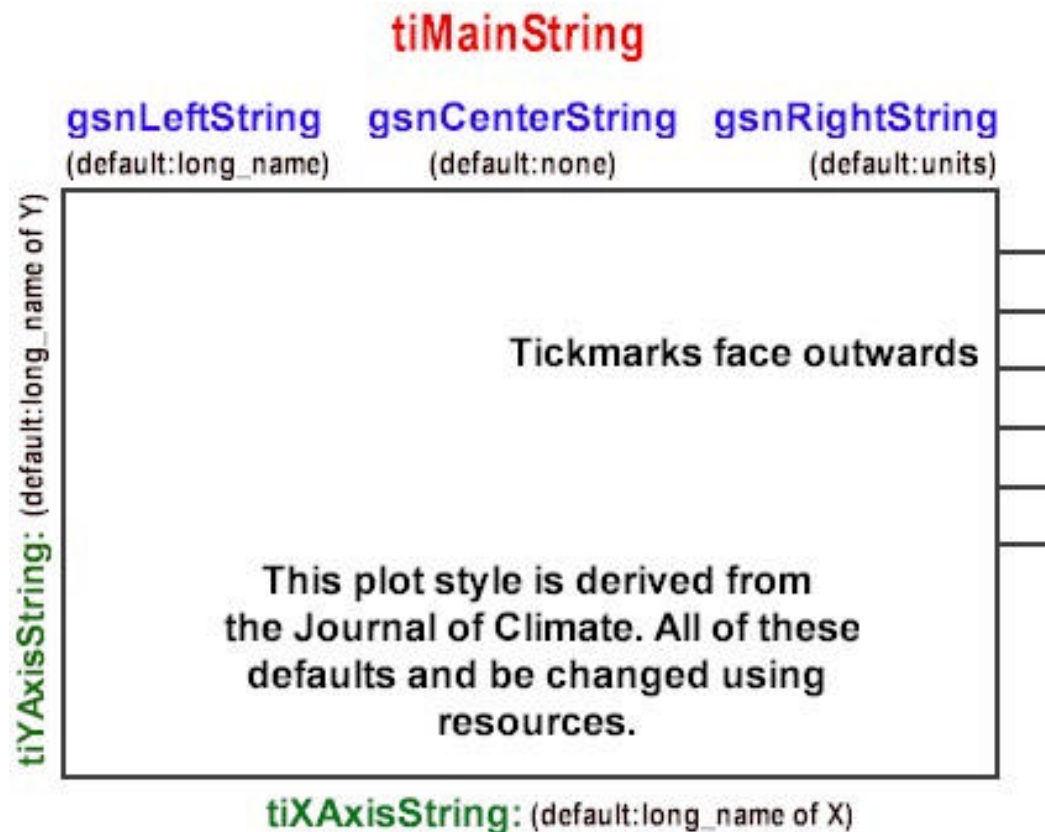 tiMainString
gsnLeftString gsnCenterString gsnRightString
(default:long_name) (default:none) (default:units)
tiYAxisString: (default:long_name of Y)
Tickmarks face outwards
This plot style is derived from
the Journal of Climate. All of these
defaults and be changed using
resources.
tiXAxisString: (default:long_name of X)